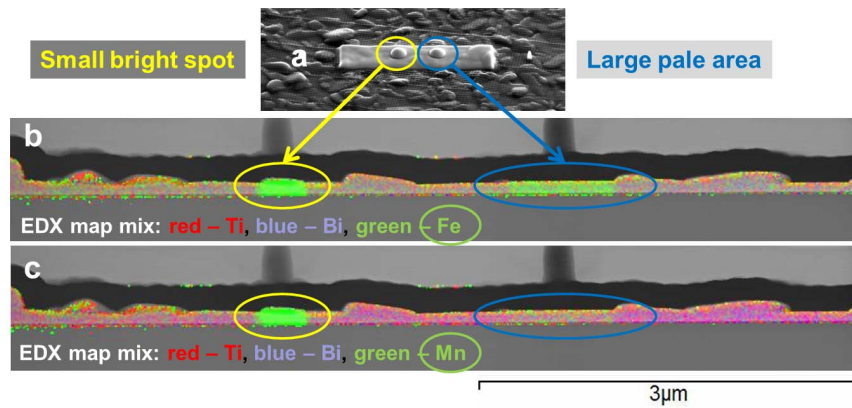 Small bright spot
a
Large pale area
b
EDX map mix: red – Ti, blue – Bi, green – Fe
c
EDX map mix: red – Ti, blue – Bi, green – Mn
3µm